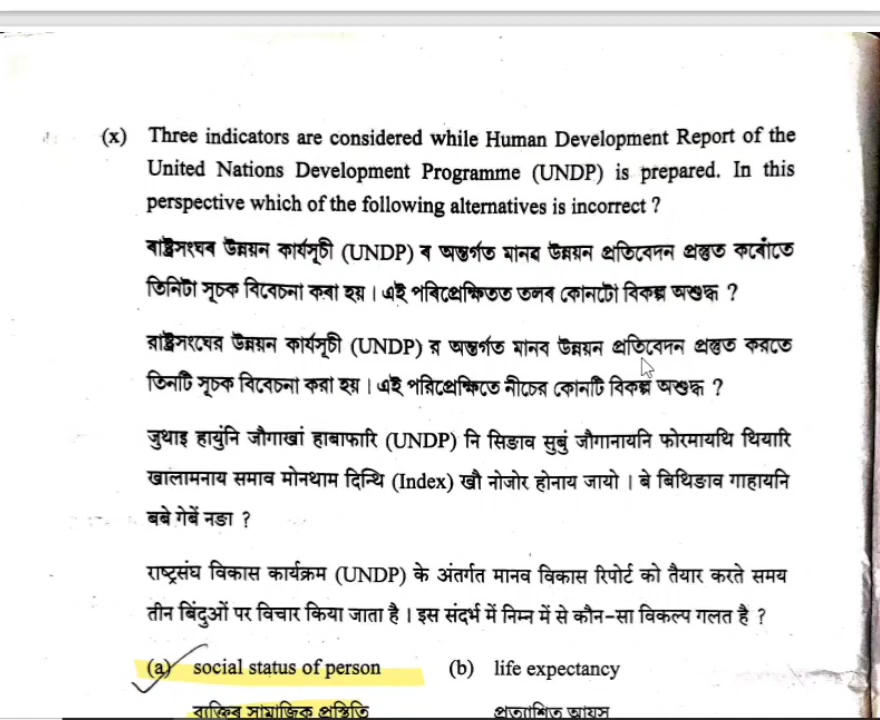 (x) Three indicators are considered while Human Development Report of the
United Nations Development Programme (UNDP) is prepared. In this
perspective which of the following alternatives is incorrect ?
ৰাষ্ট্ৰসংঘৰ উন্নয়ন কাৰ্যসূচী (UNDP) ৰ অন্তৰ্গত মানৱ উন্নয়ন প্ৰতিবেদন প্ৰস্তুত কৰোঁতে
তিনিটা সূচক বিবেচনা কৰা হয়। এই পৰিপ্ৰেক্ষিতত তলৰ কোনটো বিকল্প অশুদ্ধ ?
রাষ্ট্রসংঘের উন্নয়ন কার্যসূচী (UNDP) র অন্তর্গত মানব উন্নয়ন প্রতিবেদন প্রস্তুত করতে
তিনটি সূচক বিবেচনা করা হয়। এই পরিপ্রেক্ষিতে নীচের কোনটি বিকল্প অশুদ্ধ ?
जुथाइ हायुंनि जौगाखां हाबाफारि (UNDP) नि सिङाव सुबुं जौगानायनि फोरमायथि थियारि
खालामनाय समाव मोनथाम दिन्थि (Index) खौ नोजोर होनाय जायो । बे बिथिङाव गाहायनि
बबे गेबें नङा ?
राष्ट्रसंघ विकास कार्यक्रम (UNDP) के अंतर्गत मानव विकास रिपोर्ट को तैयार करते समय
तीन बिंदुओं पर विचार किया जाता है । इस संदर्भ में निम्न में से कौन-सा विकल्प गलत है ?
(a) social status of person (b) life expectancy
ব্যক্তিৰ সামাজিক প্ৰস্থিতি প্ৰত্যাশিত আয়ুস